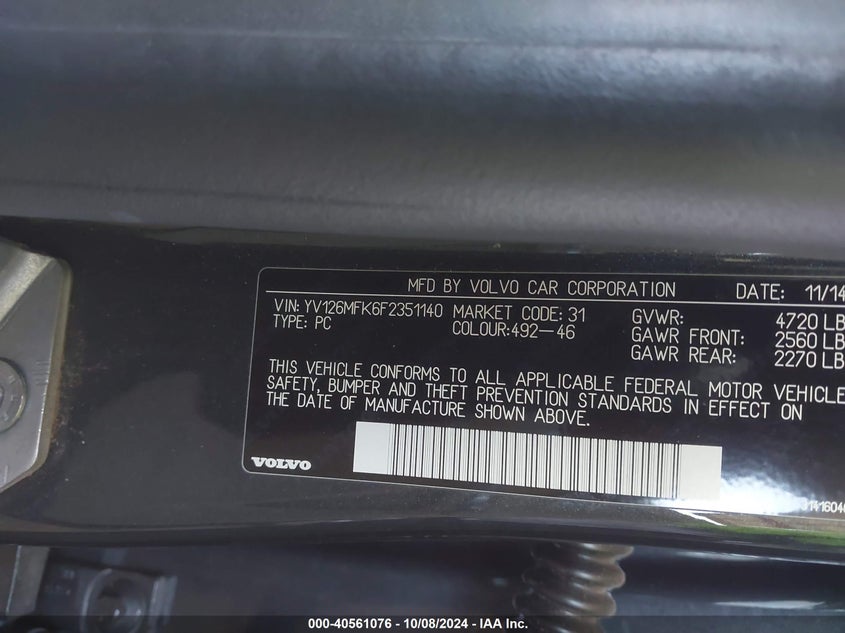 MFD BY VOLVO CAR CORPORATION DATE: 11/14
VIN: YV126MFK6F2351140 MARKET CODE: 31 GVWR: 4720 LB
TYPE: PC COLOUR:492-46 GAWR FRONT: 2560 LB
GAWR REAR: 2270 LB
THIS VEHICLE CONFORMS TO ALL APPLICABLE FEDERAL MOTOR VEHICLE
SAFETY, BUMPER AND THEFT PREVENTION STANDARDS IN EFFECT ON
THE DATE OF MANUFACTURE SHOWN ABOVE.
VOLVO
000-40561076 - 10/08/2024 - IAA Inc.